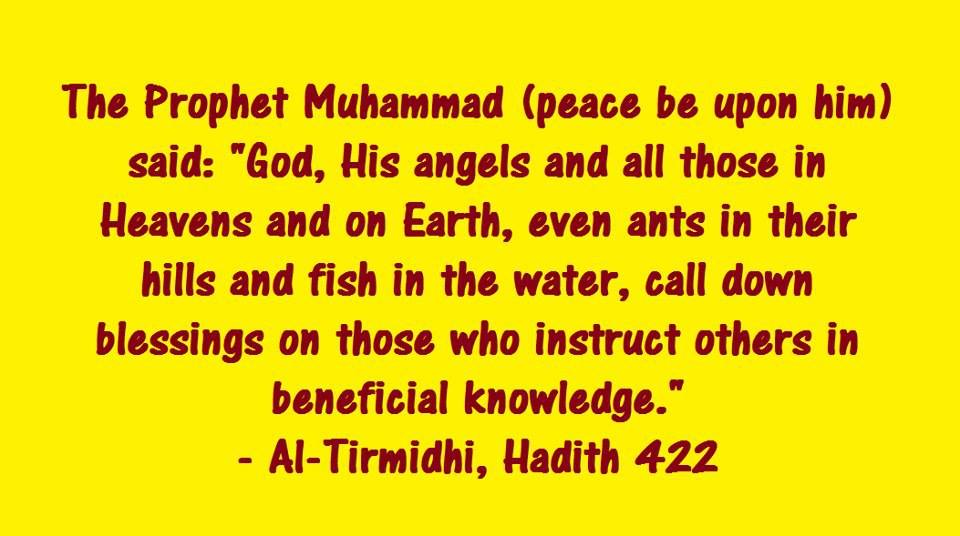 The Prophet Muhammad (peace be upon him)
said: "God, His angels and all those in
Heavens and on Earth, even ants in their
hills and fish in the water, call down
blessings on those who instruct others in
beneficial knowledge."
- Al-Tirmidhi, Hadith 422